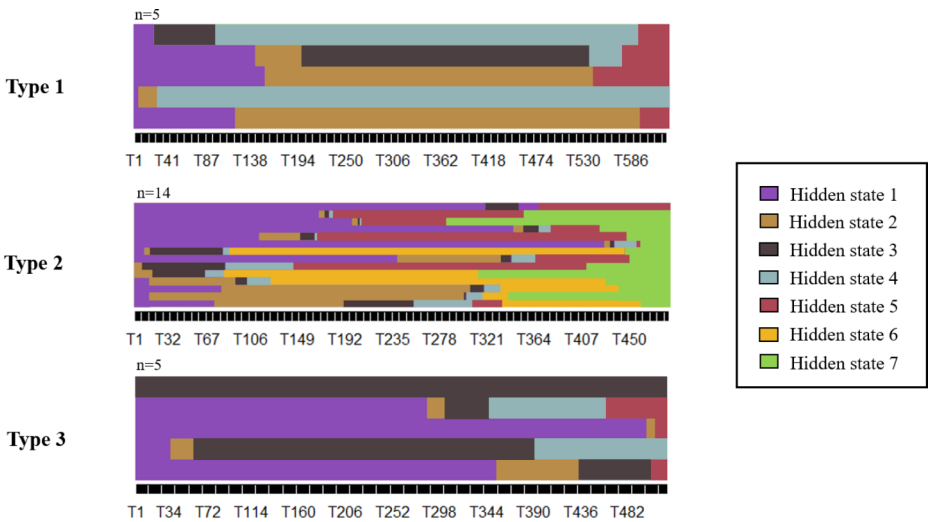 n=5
Type 1
T1 T41 T87 T138 T194 T250 T306 T362 T418 T474 T530 T586
n=14
Type 2
T1 T32 T67 T106 T149 T192 T235 T278 T321 T364 T407 T450
n=5
Type 3
T1 T34 T72 T114 T160 T206 T252 T298 T344 T390 T436 T482
Hidden state 1
Hidden state 2
Hidden state 3
Hidden state 4
Hidden state 5
Hidden state 6
Hidden state 7